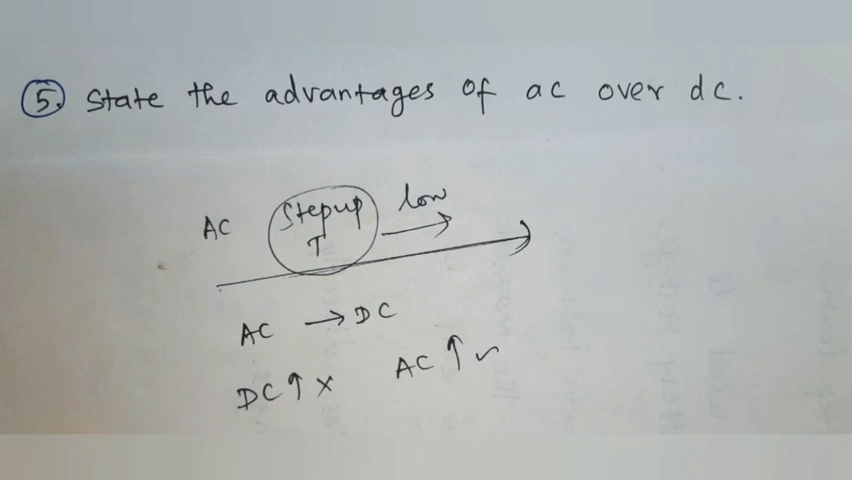 5. State the advantages of ac over dc.
AC Stepup low
T
AC → DC
DC ↑ × AC ↑ ✓